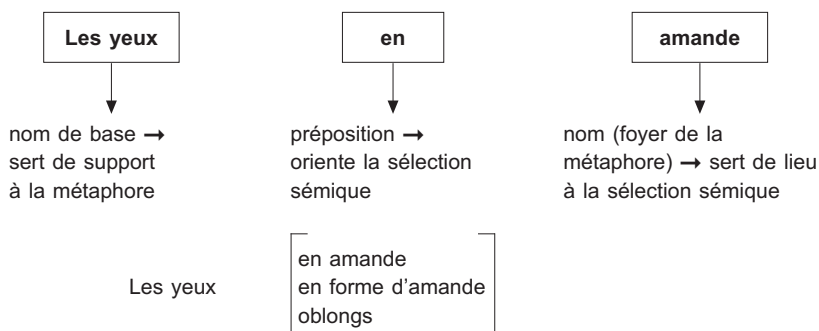 Les yeux
en
amande
nom de base →
sert de support
à la métaphore
préposition →
oriente la sélection
sémique
nom (foyer de la
métaphore) → sert de lieu
à la sélection sémique
Les yeux
en amande
en forme d'amande
oblongs